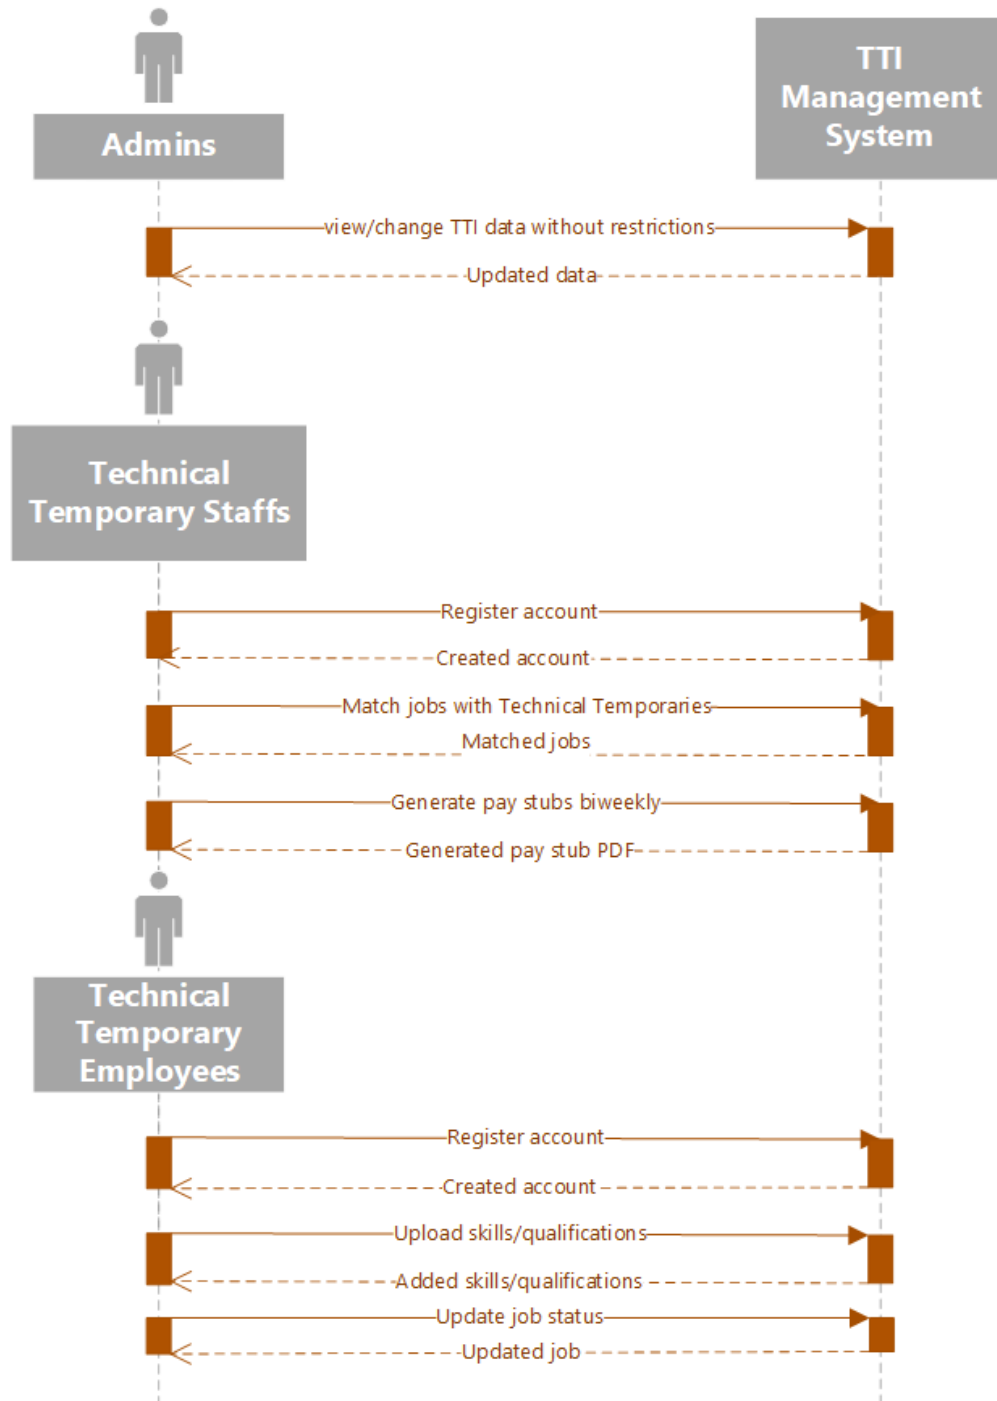 Admins
TTI
Management
System
view/change TTI data without restrictions
Updated data
Technical
Temporary Staffs
Register account
Created account
Match jobs with Technical Temporaries
Matched jobs
Generate pay stubs biweekly
Generated pay stub PDF
Technical
Temporary
Employees
Register account
Created account
Upload skills/qualifications
Added skills/qualifications
Update job status
Updated job